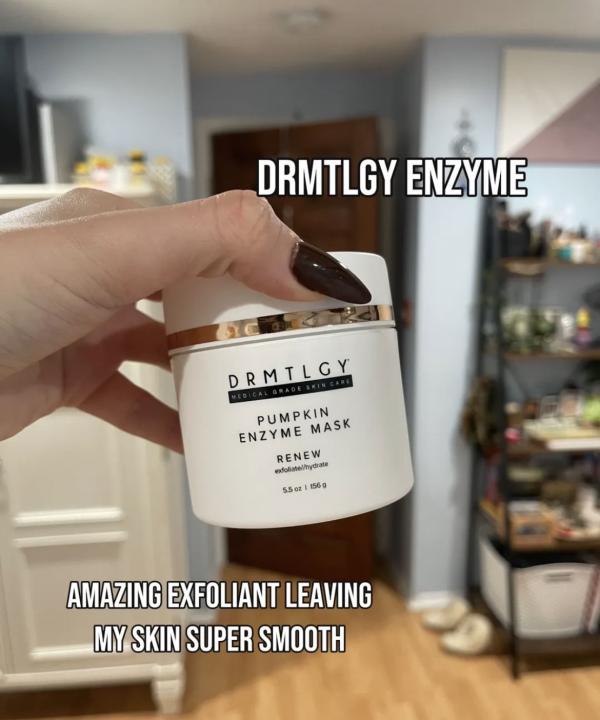 DRMTLGY ENZYME
DRMTLGY
MEDICAL GRADE SKIN CARE
PUMPKIN
ENZYME MASK
RENEW
exfoliate//hydrate
5.5 oz | 156 g
AMAZING EXFOLIANT LEAVING
MY SKIN SUPER SMOOTH